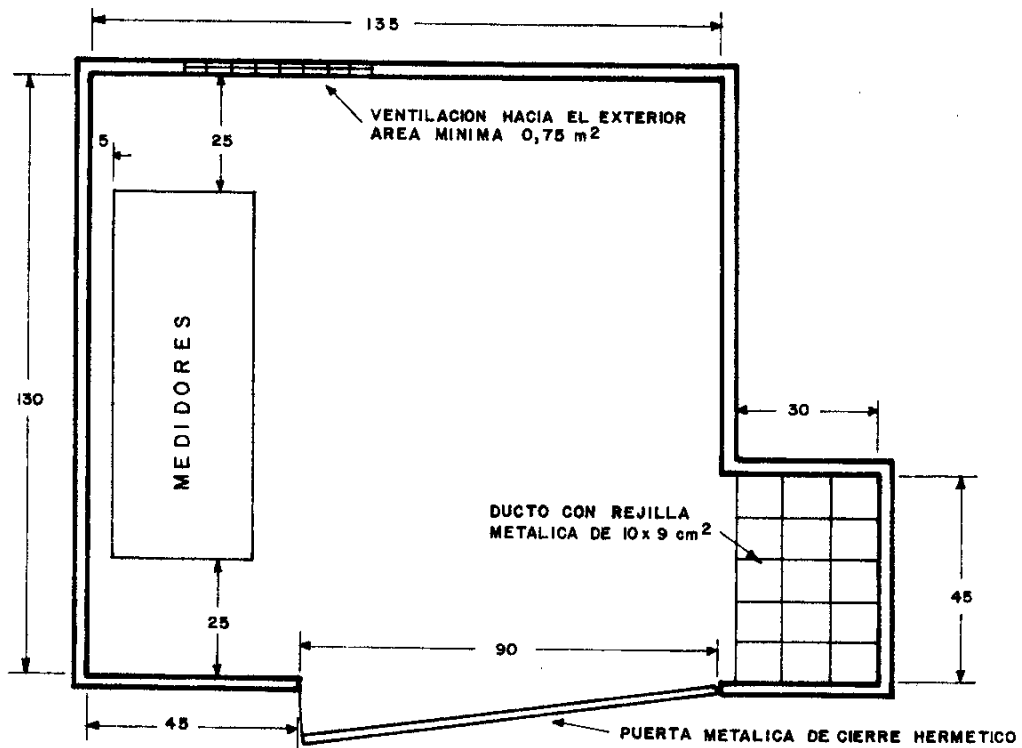 135
VENTILACION HACIA EL EXTERIOR
AREA MINIMA 0,75 m²
5
25
130
MEDIDORES
30
DUCTO CON REJILLA
METALICA DE 10 x 9 cm²
45
25
90
45
PUERTA METALICA DE CIERRE HERMETICO